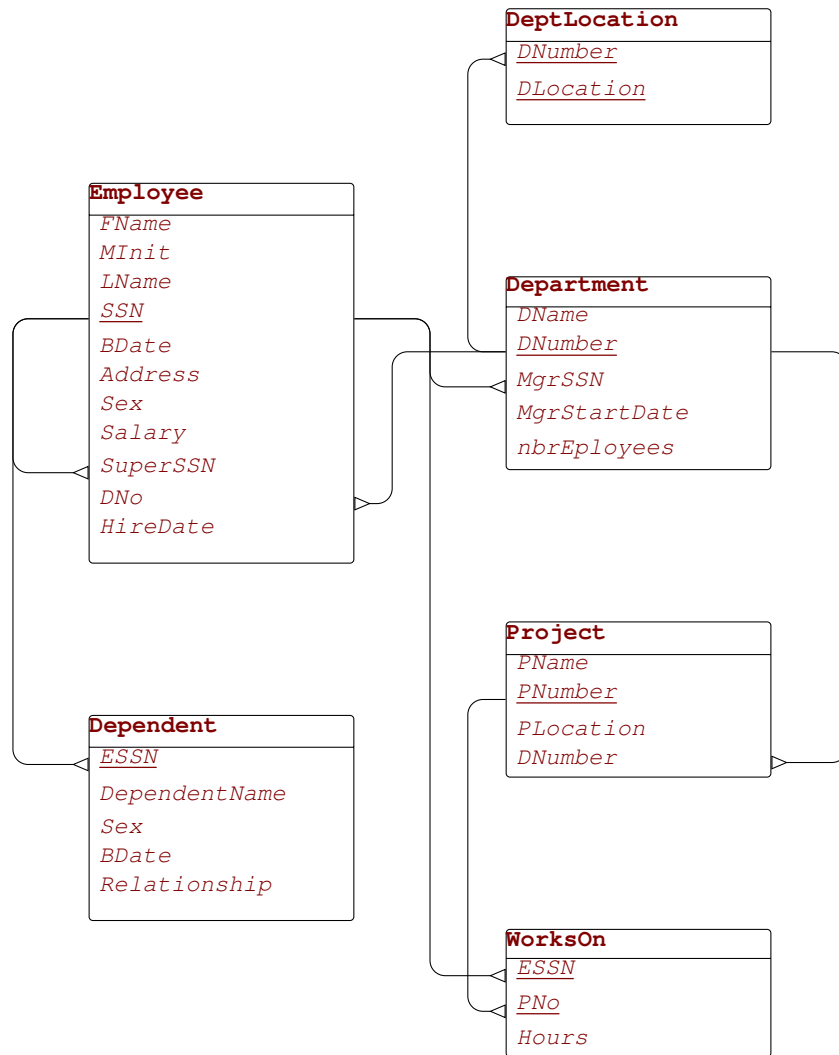 DeptLocation
DNumber
DLocation
Employee
FName
MInit
LName
SSN
BDate
Address
Sex
Salary
SuperSSN
DNo
HireDate
Department
DName
DNumber
MgrSSN
MgrStartDate
nbrEployees
Project
PName
PNumber
PLocation
DNumber
Dependent
ESSN
DependentName
Sex
BDate
Relationship
WorksOn
ESSN
PNo
Hours